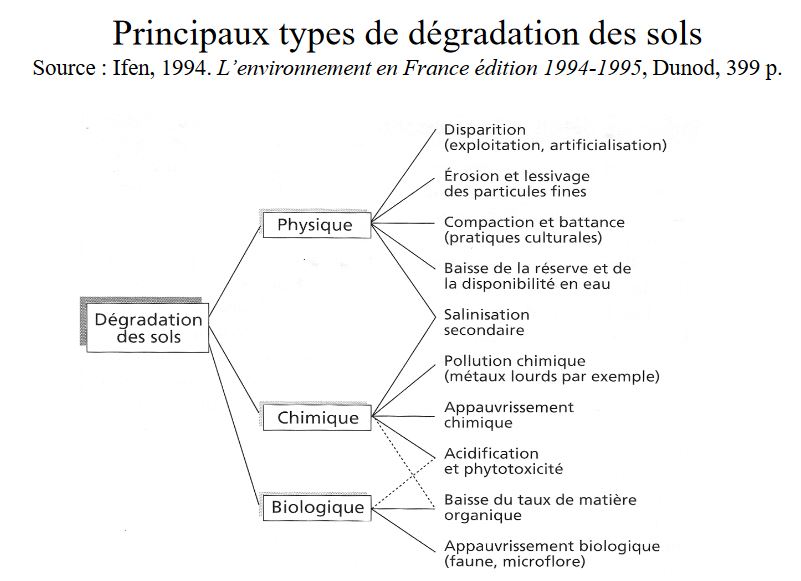 Principaux types de dégradation des sols
Source : Ifen, 1994. L’environnement en France édition 1994-1995, Dunod, 399 p.
Dégradation
des sols
Physique
Chimique
Biologique
Disparition
(exploitation, artificialisation)
Érosion et lessivage
des particules fines
Compaction et battance
(pratiques culturales)
Baisse de la réserve et de
la disponibilité en eau
Salinisation
secondaire
Pollution chimique
(métaux lourds par exemple)
Appauvrissement
chimique
Acidification
et phytotoxicité
Baisse du taux de matière
organique
Appauvrissement biologique
(faune, microflore)